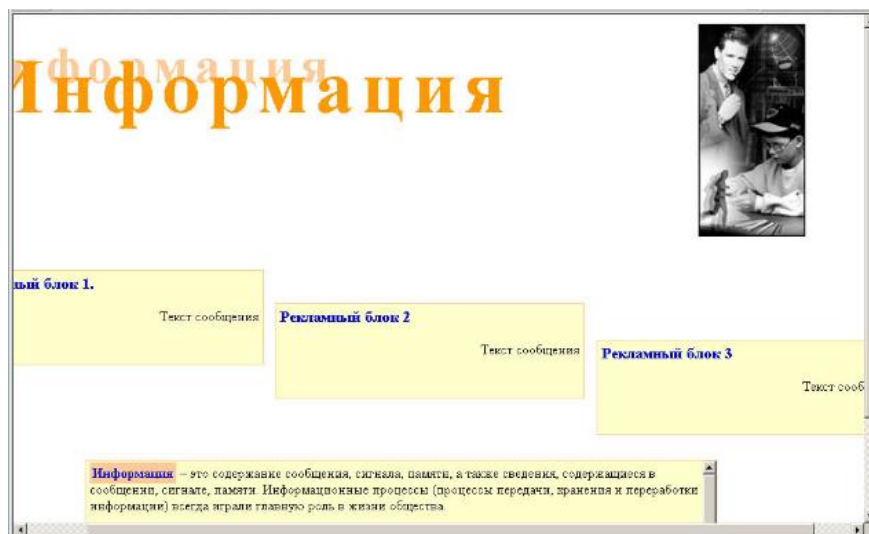 формация
Информация
ный блок 1.
Текст сообщения
Рекламный блок 2
Текст сообщения
Рекламный блок 3
Текст сооб
Информация – это содержание сообщения, сигнала, памяти, а также сведения, содержащиеся в
сообщении, сигнале, памяти. Информационные процессы (процессы передачи, хранения и переработки
информации) всегда играли главную роль в жизни общества.